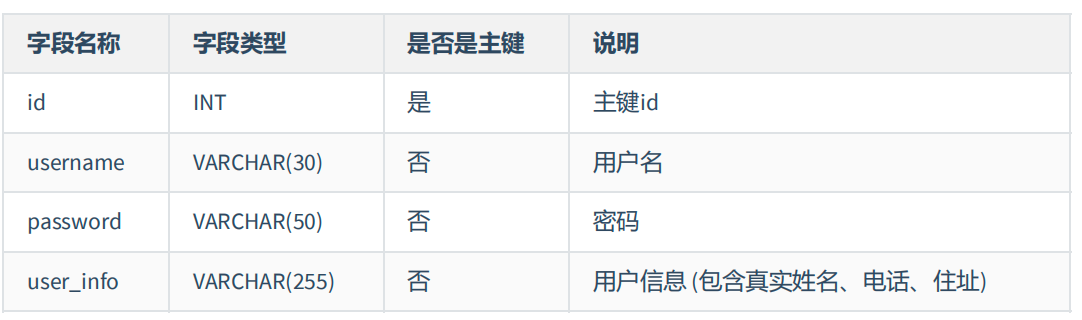 字段名称 字段类型 是否是主键 说明
id INT 是 主键id
username VARCHAR(30) 否 用户名
password VARCHAR(50) 否 密码
user_info VARCHAR(255) 否 用户信息 (包含真实姓名、电话、住址)